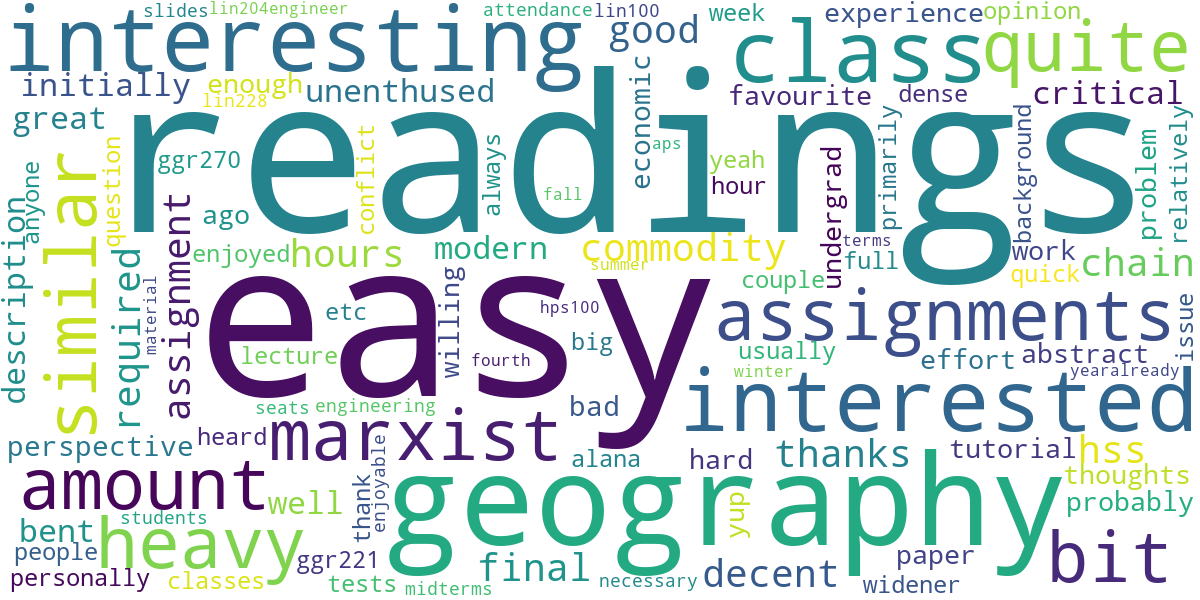 interesting
slides
lin204engineer
attendance
lin100
good
week
experience
opinion
class
quite
initially
enough
lin228
unenthused
economic
favourite
dense
critical
great
readings
similar
ggr270
conflict
always
aps
yeah
hour
fall
undergrad
primarily
background
problem
relatively
anyone
question
description
ago
assignment
required
material
enjoyed
hours
modern
commodity
summer
terms
full
work
quick
chain
easy
etc
willing
hps100
couple
assignments
issue
lecture
fourth
big
usually
winter
effort
abstract
yearalready
interested
seats
engineering
bad
perspective
heard
marxist
alana
hard
thanks
tutorial
hss
thoughts
probably
amount
well
thank
enjoyable
geography
yup
bent
students
people
heavy
ggr221
final
decent
paper
bit
personally
classes
tests
midterms
necessary
widener